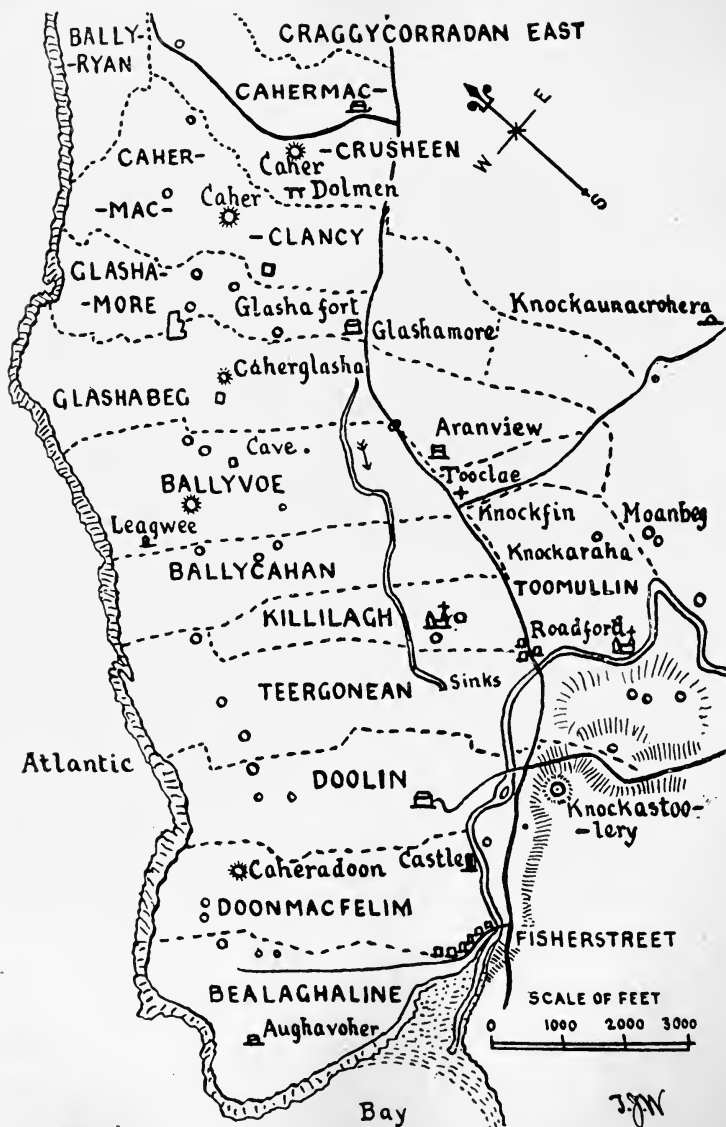 BALLY-
-RYAN
CRAGGYCORRADAN EAST
CAHERMAC-
-CRUSHEEN
Caher
Dolmen
E
W
S
CAHER-
-MAC-
Caher
-CLANCY
GLASHA-
-MORE
Glasha fort
Glashamore
Knockaunacrohera
Caherglasha
GLASHABEG
Cave.
Aranview
Tooclae
BALLYVOE
Leagwee
Knockfin
Moanbeg
Knockaraha
BALLYCAHAN
TOOMULLIN
KILLILAGH
Roadford
Sinks
TEERGONEAN
Atlantic
DOOLIN
Knockastoo-
-lery
Castle
Caheradoon
DOONMACFELIM
FISHERSTREET
BEALAGHALINE
SCALE OF FEET
0 1000 2000 3000
Aughavoher
Bay
T.J.W